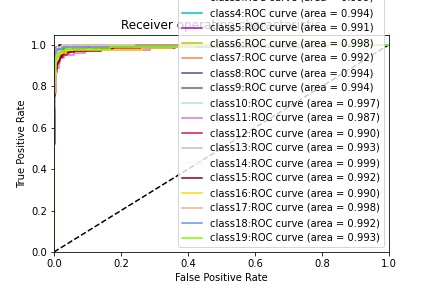 class4:ROC curve (area = 0.994)
Receiver
class5:ROC curve (area = 0.991)
class6:ROC curve (area = 0.998)
class7:ROC curve (area = 0.992)
class8:ROC curve (area = 0.994)
class9:ROC curve (area = 0.994)
class10:ROC curve (area = 0.997)
class11:ROC curve (area = 0.987)
class12:ROC curve (area = 0.990)
class13:ROC curve (area = 0.993)
class14:ROC curve (area = 0.999)
class15:ROC curve (area = 0.992)
class16:ROC curve (area = 0.990)
class17:ROC curve (area = 0.998)
class18:ROC curve (area = 0.992)
class19:ROC curve (area = 0.993)
True Positive Rate
1.0
0.8
0.6
0.4
0.2
0.0
0.0 0.2 0.4 0.6 0.8 1.0
False Positive Rate